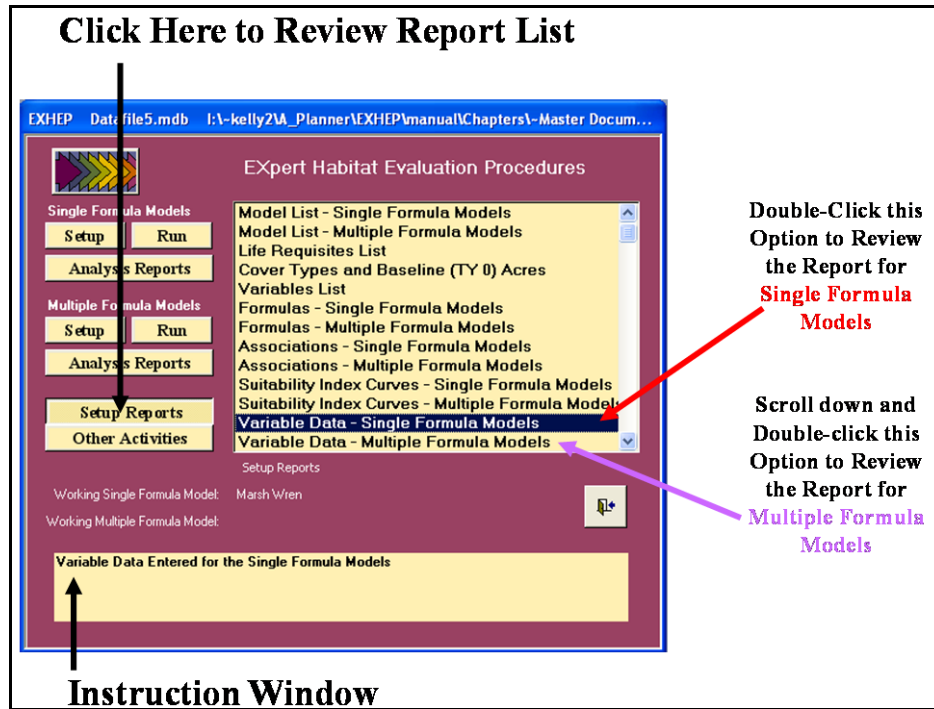 Click Here to Review Report List
EXHEP Datafile5.mdb I:\~kelly2\A_Planner\EXHEP\manual\Chapters\~Master Docum...
EXpert Habitat Evaluation Procedures
Single Formula Models
Setup Run
Analysis Reports
Multiple Formula Models
Setup Run
Analysis Reports
Setup Reports
Other Activities
Model List - Single Formula Models
Model List - Multiple Formula Models
Life Requisites List
Cover Types and Baseline (TY 0) Acres
Variables List
Formulas - Single Formula Models
Formulas - Multiple Formula Models
Associations - Single Formula Models
Associations - Multiple Formula Models
Suitability Index Curves - Single Formula Models
Suitability Index Curves - Multiple Formula Models
Variable Data - Single Formula Models
Variable Data - Multiple Formula Models
Setup Reports
Working Single Formula Model: Marsh Wren
Working Multiple Formula Model:
Variable Data Entered for the Single Formula Models
Double-Click this
Option to Review
the Report for
Single Formula
Models
Scroll down and
Double-click this
Option to Review
the Report for
Multiple Formula
Models
Instruction Window